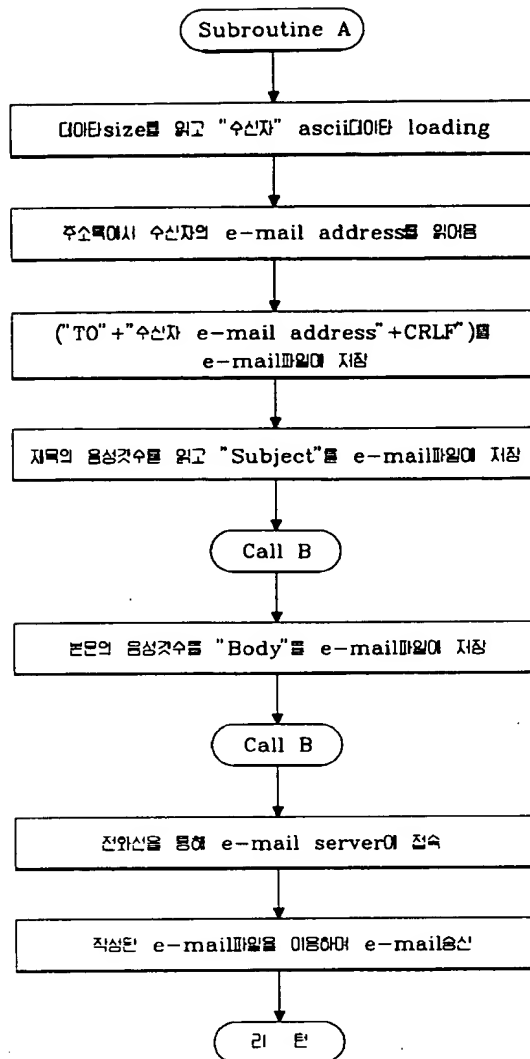 Subroutine A
데이타size를 읽고 "수신자" ascii데이타 loading
주소록에서 수신자의 e-mail address를 읽어옴
("TO"+"수신자 e-mail address"+CRLF")를
e-mail파일에 저장
제목의 음성갯수를 읽고 "Subject"를 e-mail파일에 저장
Call B
본문의 음성갯수를 "Body"를 e-mail파일에 저장
Call B
전화선을 통해 e-mail server에 접속
작성된 e-mail파일을 이용하여 e-mail송신
리 턴